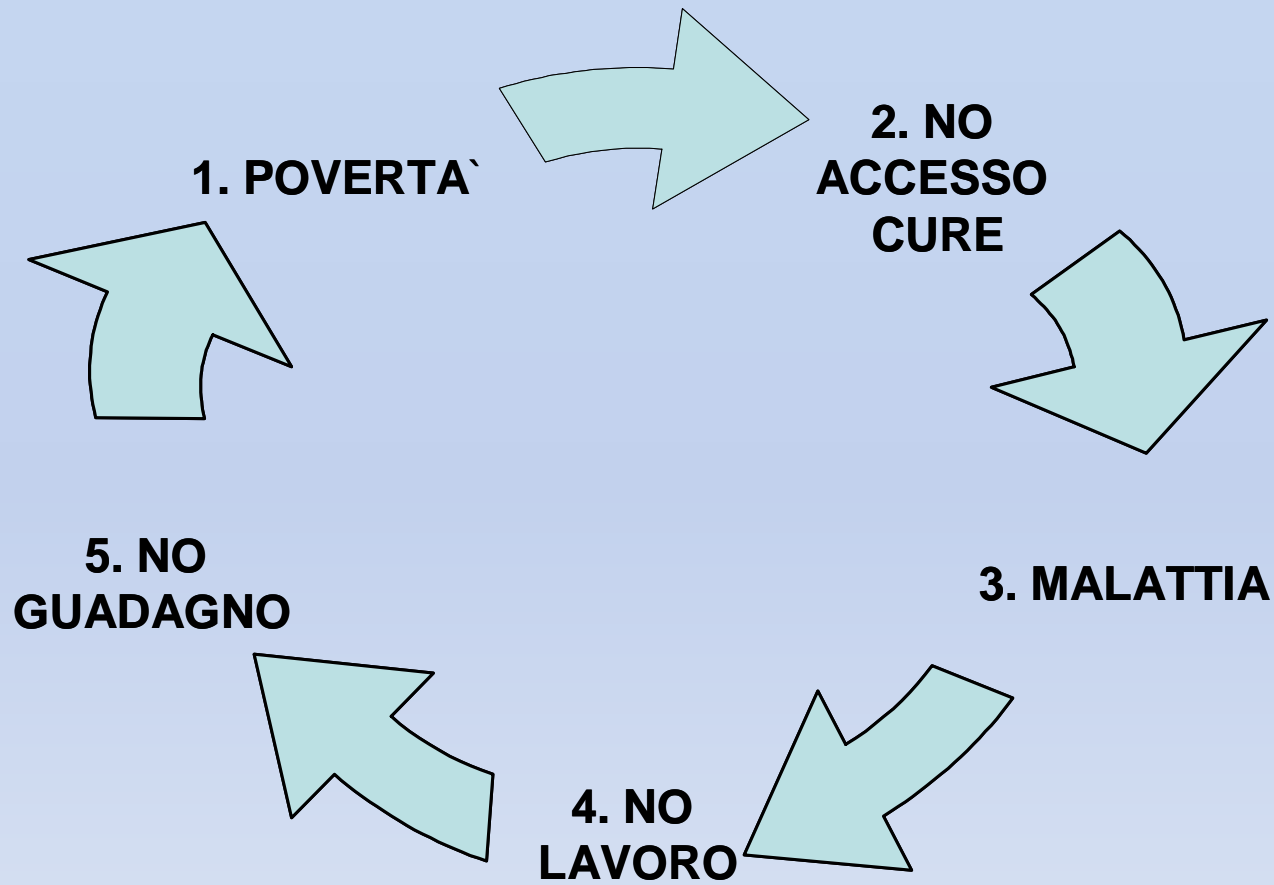 1. POVERTA`
2. NO
ACCESSO
CURE
3. MALATTIA
4. NO
LAVORO
5. NO
GUADAGNO